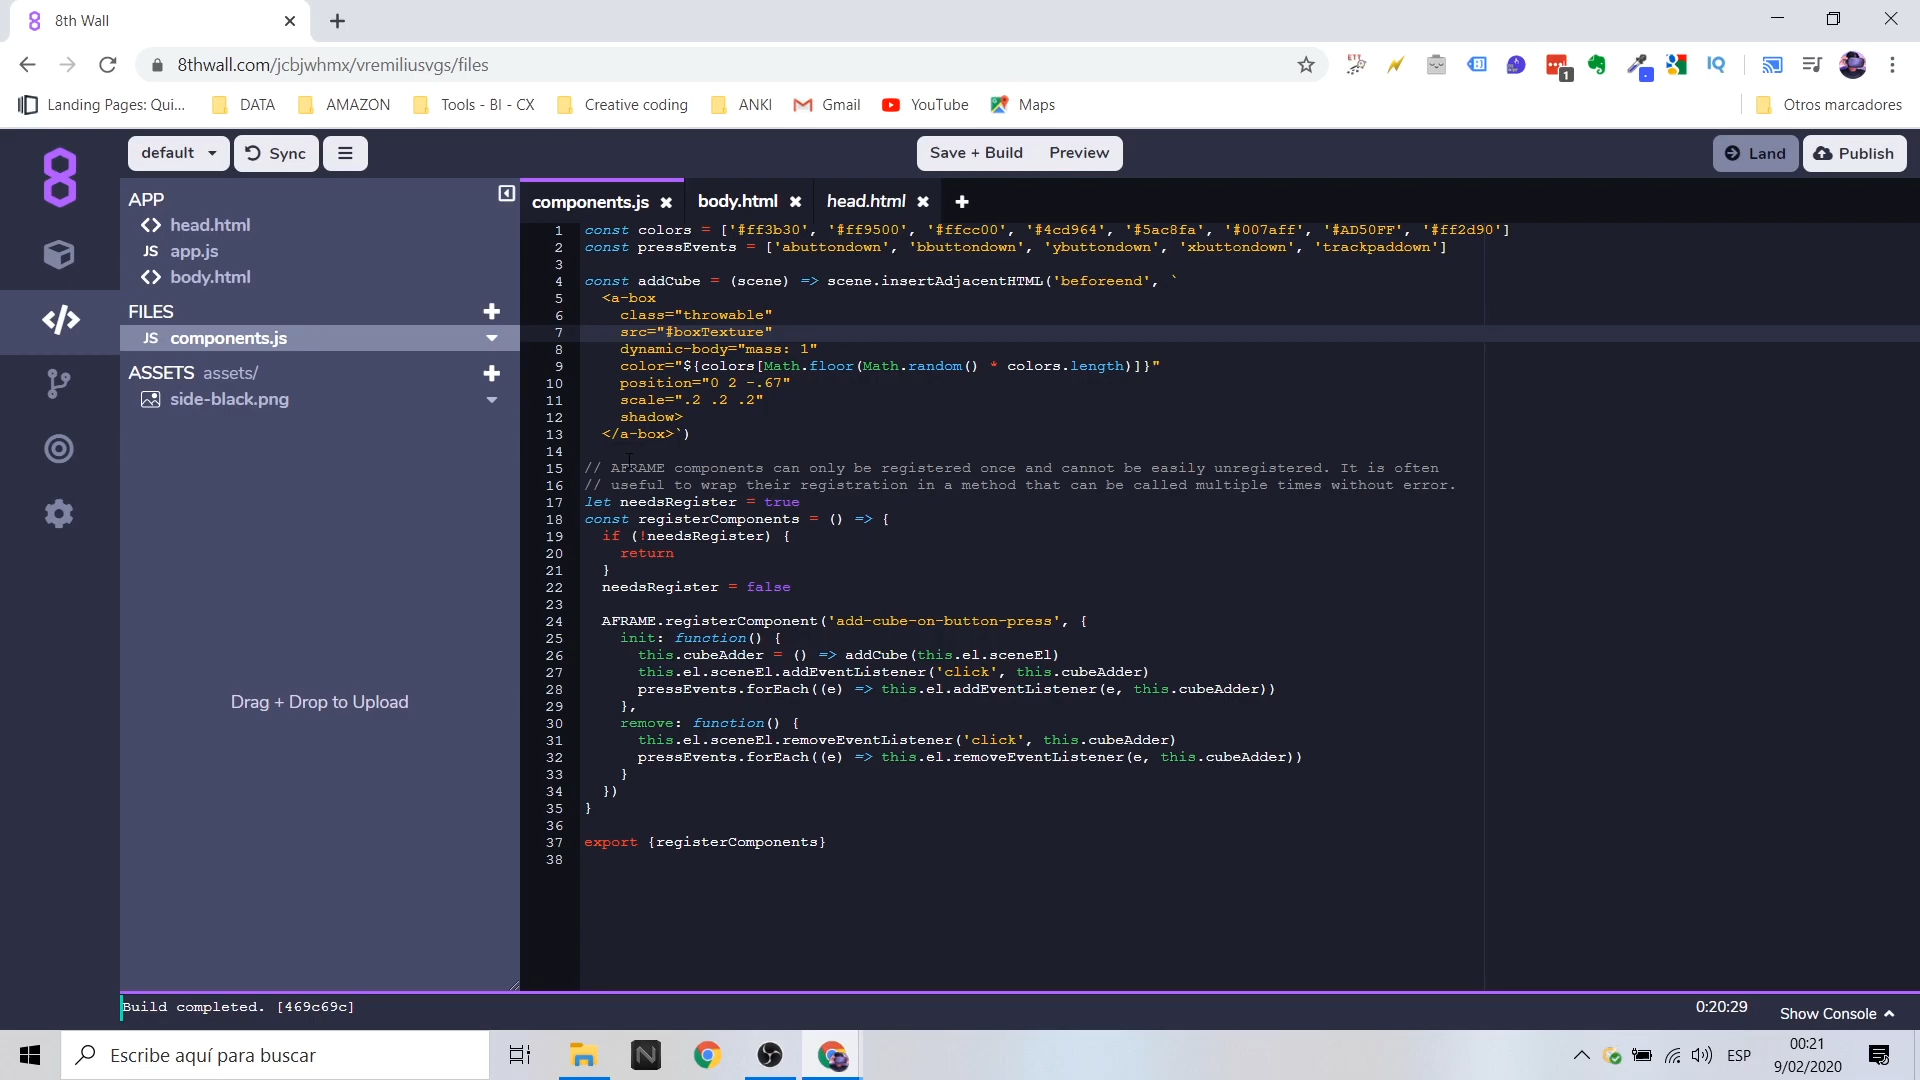 8th Wall
8thwall.com/jcbjwhmx/vremiliusvgs/files
ETT
1
IQ
Landing Pages: Qui...
DATA
AMAZON
Tools - BI - CX
Creative coding
ANKI
Gmail
YouTube
Maps
Otros marcadores
default
Sync
Save + Build
Preview
Land
Publish
APP
head.html
JS app.js
body.html
FILES
JS components.js
ASSETS assets/
side-black.png
Drag + Drop to Upload
components.js
body.html
head.html
1 const colors = ['#ff3b30', '#ff9500', '#ffcc00', '#4cd964', '#5ac8fa', '#007aff', '#AD50FF', '#ff2d90']
2 const pressEvents = ['abuttondown', 'bbuttondown', 'ybuttondown', 'xbuttondown', 'trackpaddown']
3
4 const addCube = (scene) => scene.insertAdjacentHTML('beforeend', `
5 <a-box
6 class="throwable"
7 src="#boxTexture"
8 dynamic-body="mass: 1"
9 color="${colors[Math.floor(Math.random() * colors.length)]}"
10 position="0 2 -.67"
11 scale=".2 .2 .2"
12 shadow>
13 </a-box>`)
14
15 // AFRAME components can only be registered once and cannot be easily unregistered. It is often
16 // useful to wrap their registration in a method that can be called multiple times without error.
17 let needsRegister = true
18 const registerComponents = () => {
19 if (!needsRegister) {
20 return
21 }
22 needsRegister = false
23
24 AFRAME.registerComponent('add-cube-on-button-press', {
25 init: function() {
26 this.cubeAdder = () => addCube(this.el.sceneEl)
27 this.el.sceneEl.addEventListener('click', this.cubeAdder)
28 pressEvents.forEach((e) => this.el.addEventListener(e, this.cubeAdder))
29 },
30 remove: function() {
31 this.el.sceneEl.removeEventListener('click', this.cubeAdder)
32 pressEvents.forEach((e) => this.el.removeEventListener(e, this.cubeAdder))
33 }
34 })
35 }
36
37 export {registerComponents}
38
Build completed. [469c69c]
0:20:29
Show Console
Escribe aquí para buscar
ESP
00:21
9/02/2020